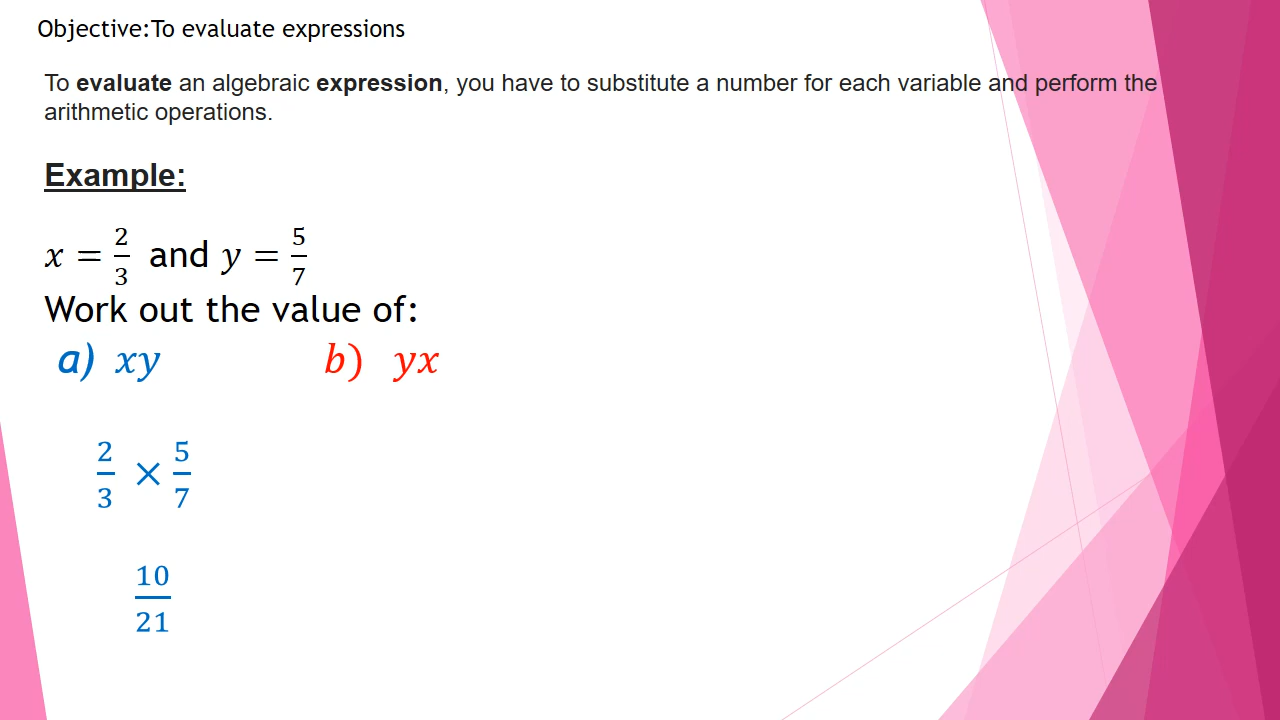 Objective:To evaluate expressions
To evaluate an algebraic expression, you have to substitute a number for each variable and perform the
arithmetic operations.
Example:
x = 2/3 and y = 5/7
Work out the value of:
a) xy b) yx
2/3 × 5/7
10/21